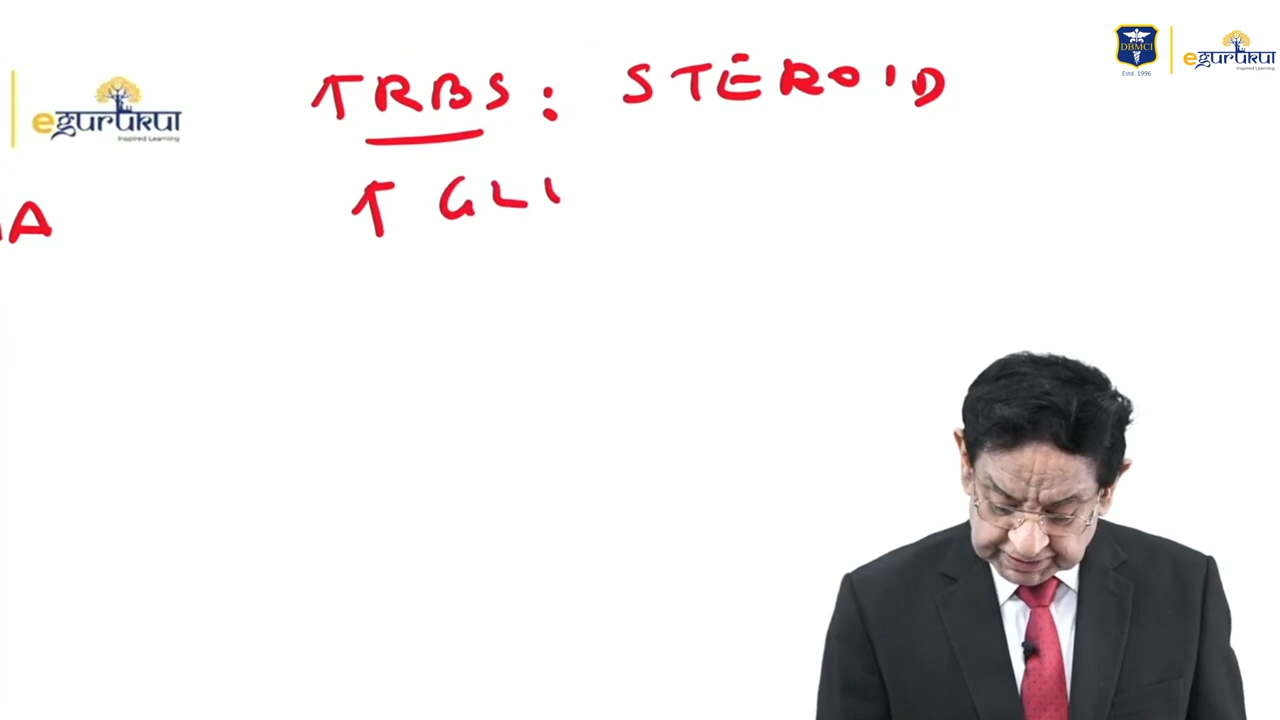 DBMCI
Estd. 1996
egurukul
Inspired Learning
egurukul
Inspired Learning
↑RBS : STEROID
↑ GLI
A